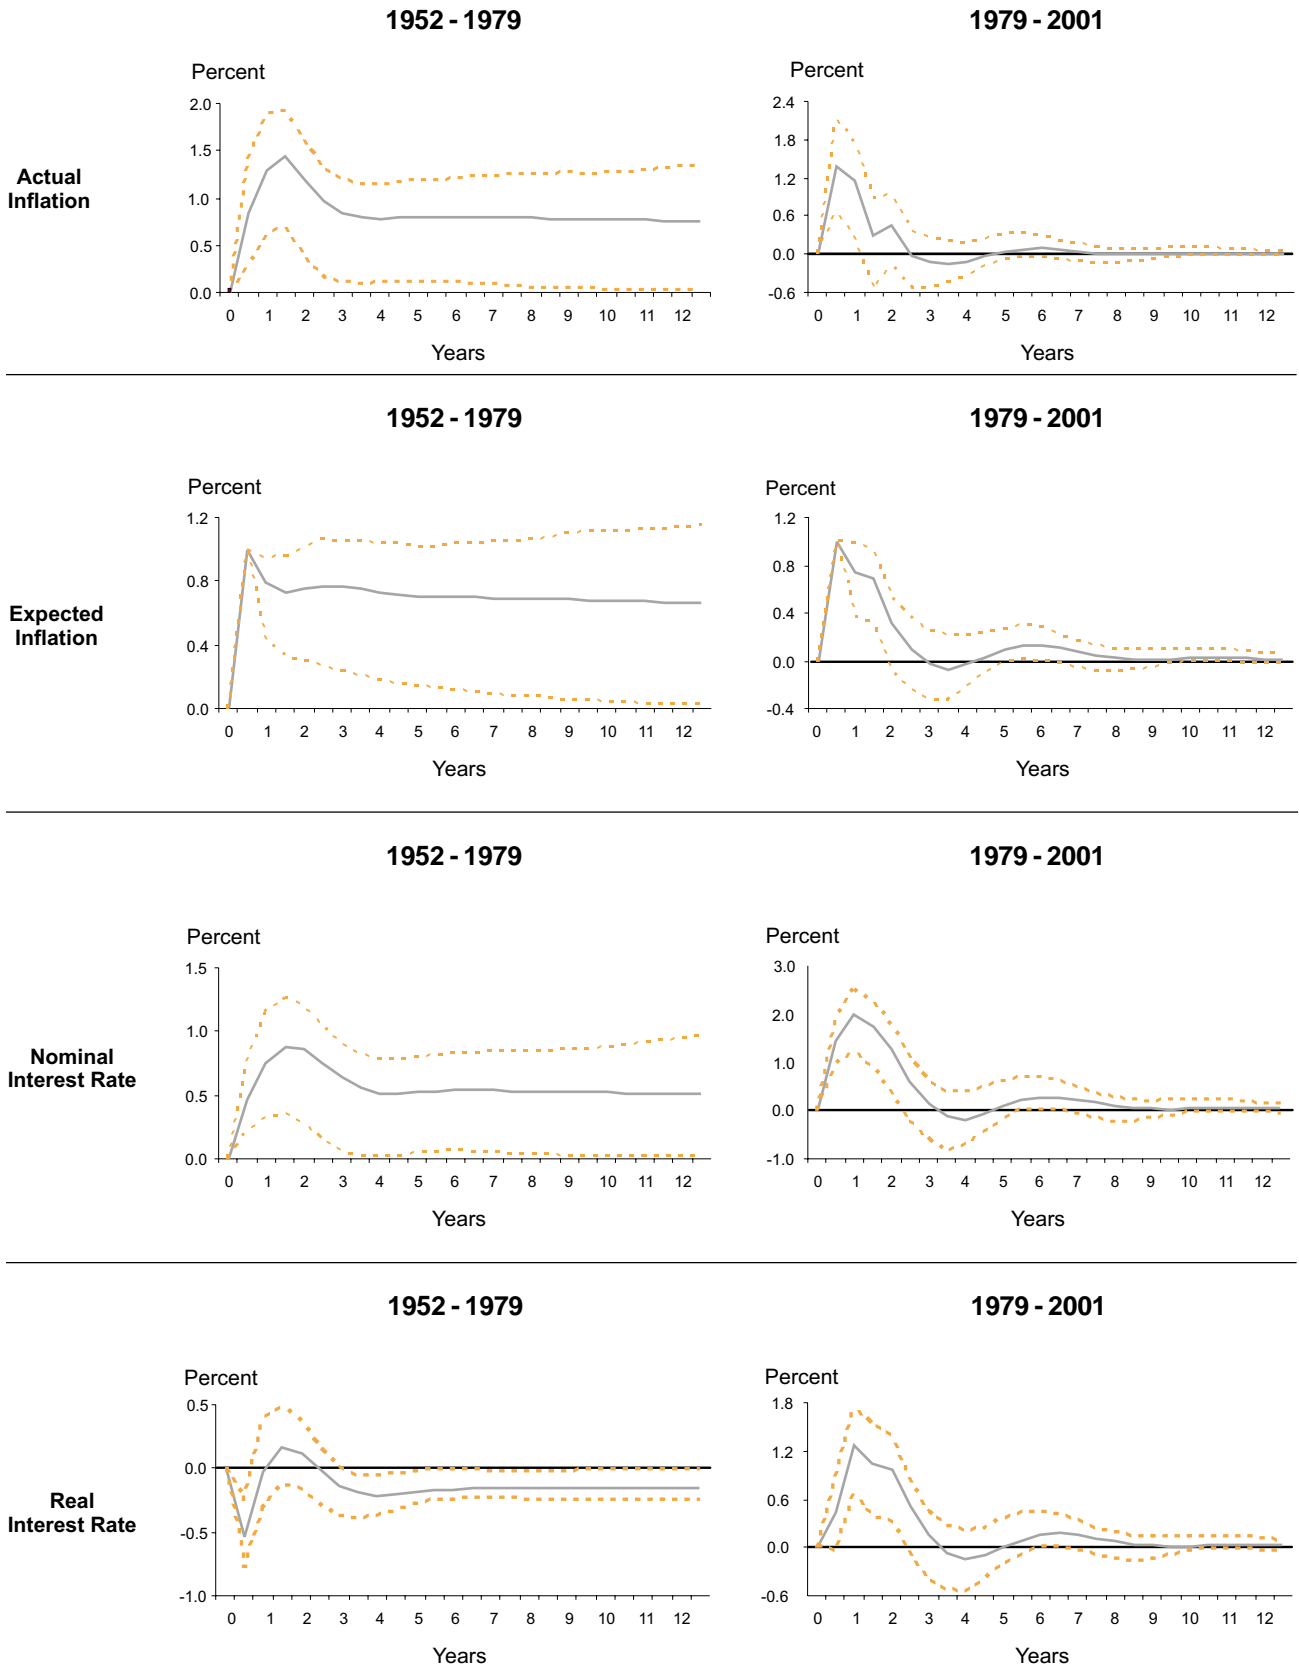 1952 - 1979
1979 - 2001
Actual
Inflation
Percent
2.0
1.5
1.0
0.5
0.0
0 1 2 3 4 5 6 7 8 9 10 11 12
Years
Percent
2.4
1.8
1.2
0.6
0.0
-0.6
0 1 2 3 4 5 6 7 8 9 10 11 12
Years
1952 - 1979
1979 - 2001
Expected
Inflation
Percent
1.2
0.8
0.4
0.0
0 1 2 3 4 5 6 7 8 9 10 11 12
Years
Percent
1.2
0.8
0.4
0.0
-0.4
0 1 2 3 4 5 6 7 8 9 10 11 12
Years
1952 - 1979
1979 - 2001
Nominal
Interest Rate
Percent
1.5
1.0
0.5
0.0
0 1 2 3 4 5 6 7 8 9 10 11 12
Years
Percent
3.0
2.0
1.0
0.0
-1.0
0 1 2 3 4 5 6 7 8 9 10 11 12
Years
1952 - 1979
1979 - 2001
Real
Interest Rate
Percent
0.5
0.0
-0.5
-1.0
0 1 2 3 4 5 6 7 8 9 10 11 12
Years
Percent
1.8
1.2
0.6
0.0
-0.6
0 1 2 3 4 5 6 7 8 9 10 11 12
Years